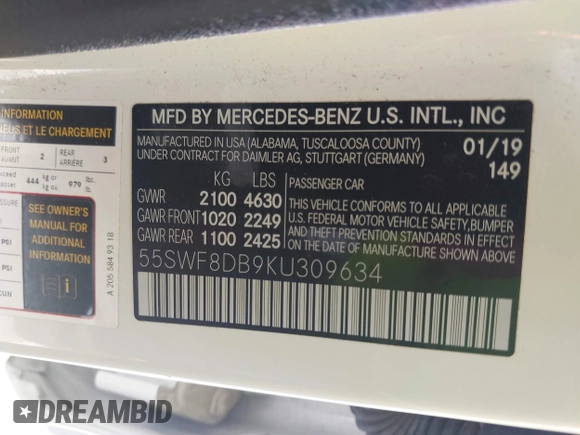 INFORMATION
NEUS ET LE CHARGEMENT
FRONT
AVANT
2
REAR
ARRIÈRE
3
444 kg or
979 lbs.
PSI
PSI
SEE OWNER'S
MANUAL FOR
ADDITIONAL
INFORMATION
A 205 584 93 18
MFD BY MERCEDES-BENZ U.S. INTL., INC
MANUFACTURED IN USA (ALABAMA, TUSCALOOSA COUNTY) 01/19
UNDER CONTRACT FOR DAIMLER AG, STUTTGART (GERMANY) 149
KG LBS PASSENGER CAR
GVWR 2100 4630
GAWR FRONT 1020 2249
GAWR REAR 1100 2425
THIS VEHICLE CONFORMS TO ALL APPLICABLE
U.S. FEDERAL MOTOR VEHICLE SAFETY,BUMPER
AND THEFT PREVENTION STANDARDS IN EFFECT
ON THE DATE OF MANUFACTURE SHOWN ABOVE.
55SWF8DB9KU309634
DREAMBID